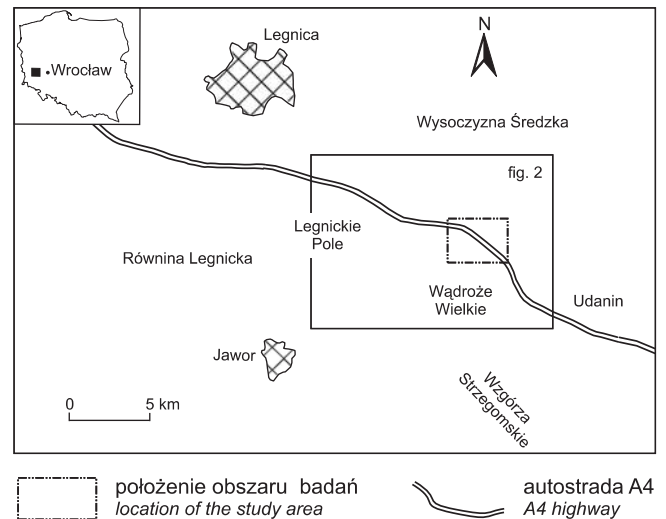 Legnica
N
Wrocław
Wysoczyzna Średzka
fig. 2
Legnickie
Pole
Równina Legnicka
Wądroże
Wielkie
Udanin
Jawor
Wzgórza
Strzegomskie
0 5 km
położenie obszaru badań
location of the study area
autostrada A4
A4 highway